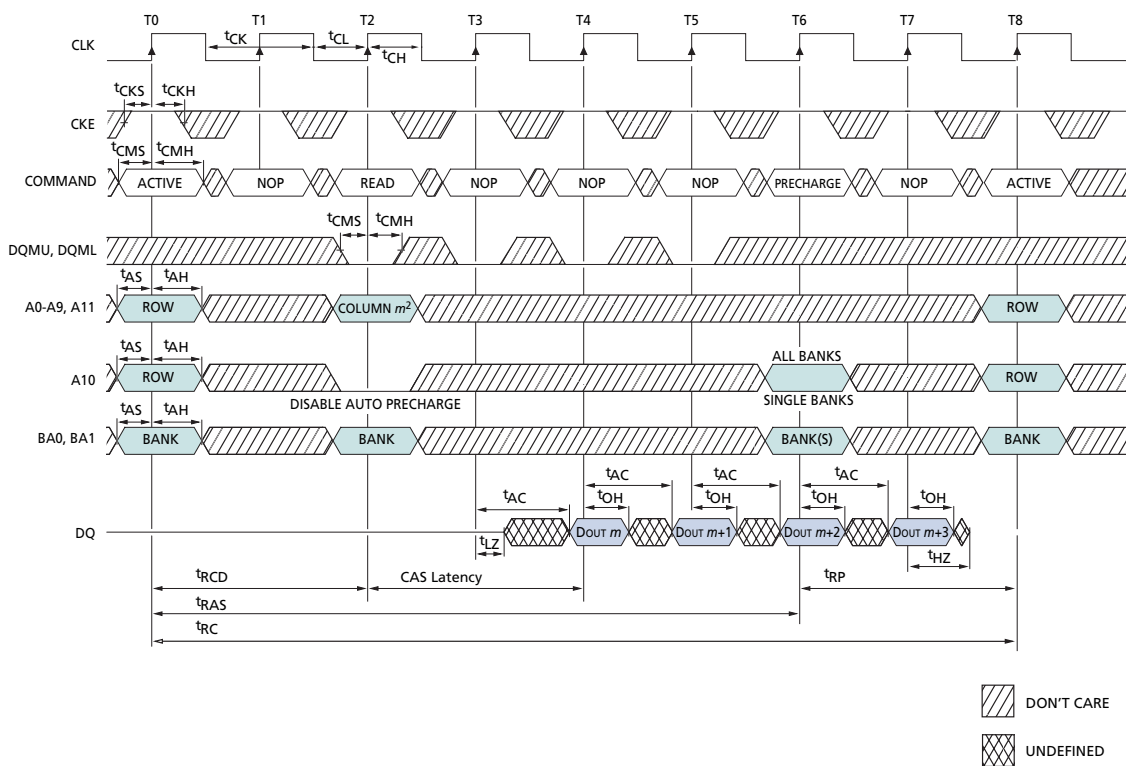 T0 T1 T2 T3 T4 T5 T6 T7 T8
CLK
tCK tCL
tCH
tCKS tCKH
CKE
tCMS tCMH
COMMAND ACTIVE NOP READ NOP NOP NOP PRECHARGE NOP ACTIVE
tCMS tCMH
DQMU, DQML
tAS tAH
A0-A9, A11 ROW COLUMN m2 ROW
tAS tAH
ALL BANKS
A10 ROW ROW
DISABLE AUTO PRECHARGE SINGLE BANKS
tAS tAH
BA0, BA1 BANK BANK BANK(S) BANK
tAC tAC tAC
tAC tOH tOH tOH tOH
DQ DOUT m DOUT m+1 DOUT m+2 DOUT m+3
tLZ tHZ
tRCD CAS Latency tRP
tRAS
tRC
DON'T CARE
UNDEFINED